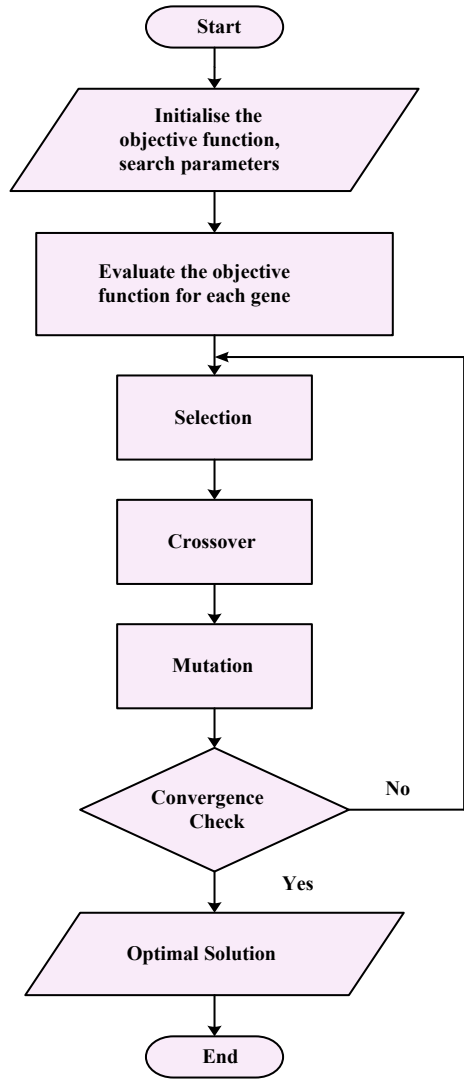 Start
Initialise the
objective function,
search parameters
Evaluate the objective
function for each gene
Selection
Crossover
Mutation
Convergence
Check
No
Yes
Optimal Solution
End